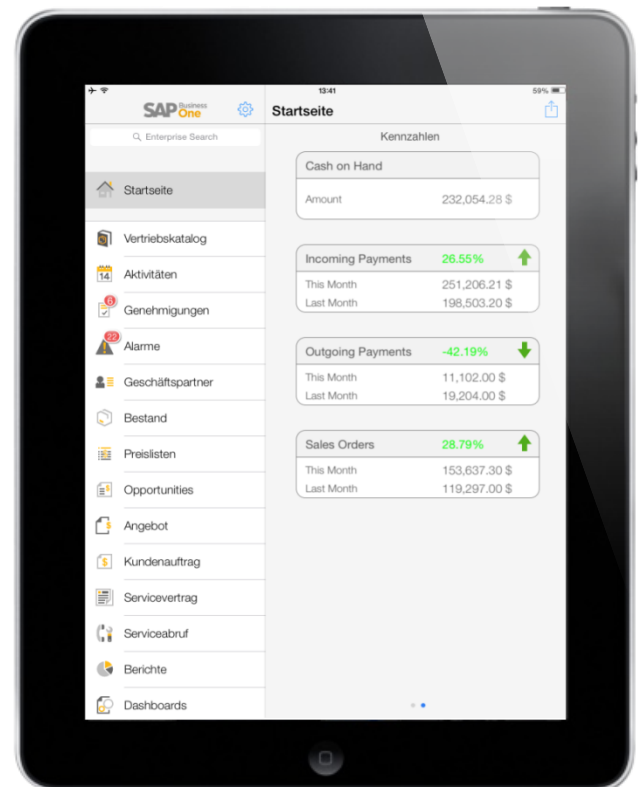 13:41
59%
SAP Business One
Enterprise Search
Startseite
Vertriebskatalog
14
Aktivitäten
6
Genehmigungen
22
Alarme
Geschäftspartner
Bestand
Preislisten
Opportunities
$
Angebot
$
Kundenauftrag
Servicevertrag
Serviceabruf
Berichte
Dashboards
Startseite
Kennzahlen
Cash on Hand
Amount 232,054.28 $
Incoming Payments 26.55%
This Month 251,206.21 $
Last Month 198,503.20 $
Outgoing Payments -42.19%
This Month 11,102.00 $
Last Month 19,204.00 $
Sales Orders 28.79%
This Month 153,637.30 $
Last Month 119,297.00 $